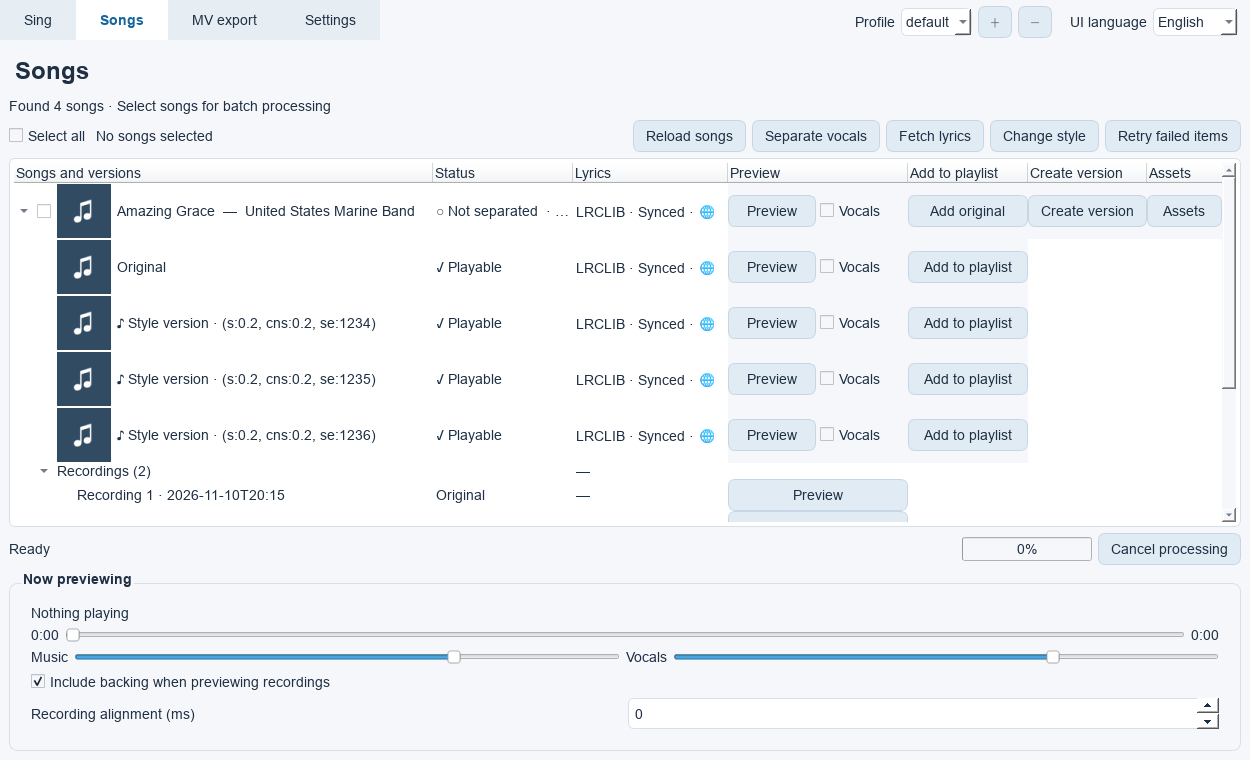 Sing Songs MV export Settings Profile default + − UI language English
Songs
Found 4 songs · Select songs for batch processing
Select all No songs selected Reload songs Separate vocals Fetch lyrics Change style Retry failed items
Songs and versions Status Lyrics Preview Add to playlist Create version Assets
Amazing Grace — United States Marine Band ○ Not separated · … LRCLIB · Synced · 🌐 Preview Vocals Add original Create version Assets
Original ✓ Playable LRCLIB · Synced · 🌐 Preview Vocals Add to playlist
♪ Style version · (s:0.2, cns:0.2, se:1234) ✓ Playable LRCLIB · Synced · 🌐 Preview Vocals Add to playlist
♪ Style version · (s:0.2, cns:0.2, se:1235) ✓ Playable LRCLIB · Synced · 🌐 Preview Vocals Add to playlist
♪ Style version · (s:0.2, cns:0.2, se:1236) ✓ Playable LRCLIB · Synced · 🌐 Preview Vocals Add to playlist
Recordings (2) —
Recording 1 · 2026-11-10T20:15 Original — Preview
Ready 0% Cancel processing
Now previewing
Nothing playing
0:00 0:00
Music Vocals
Include backing when previewing recordings
Recording alignment (ms) 0